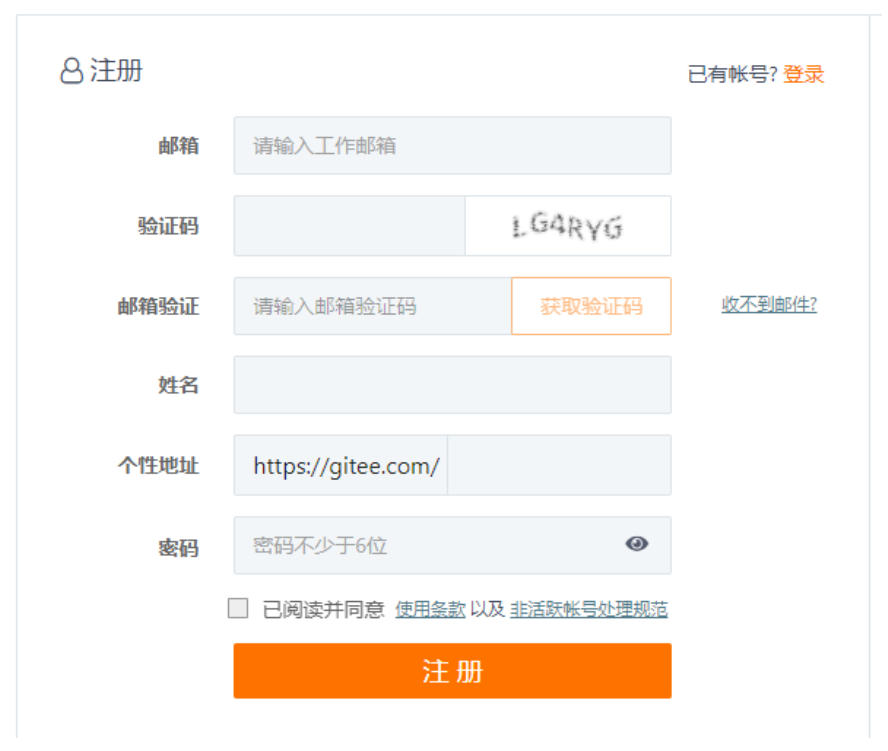 注册
已有帐号? 登录
邮箱 请输入工作邮箱
验证码 LG4RYG
邮箱验证 请输入邮箱验证码 获取验证码 收不到邮件?
姓名
个性地址 https://gitee.com/
密码 密码不少于6位
已阅读并同意 使用条款 以及 非活跃帐号处理规范
注 册